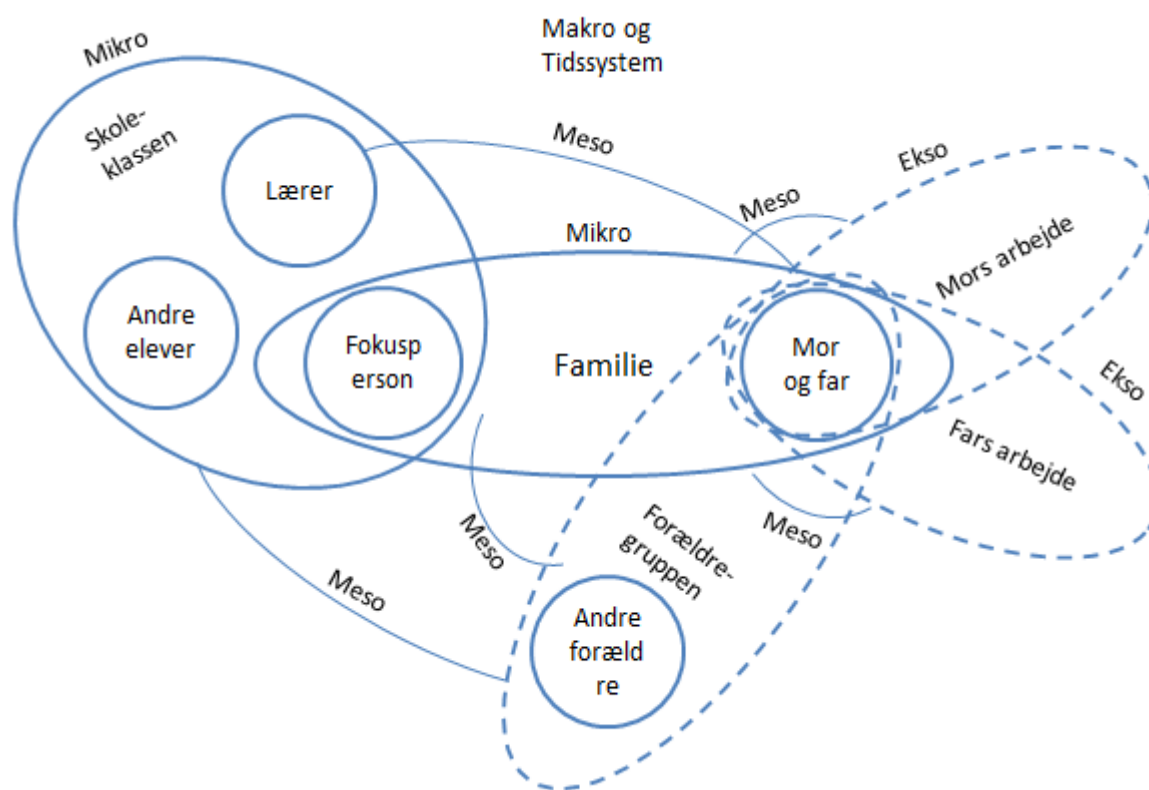 Makro og
Tidssystem
Mikro
Skole-
klassen
Lærer
Meso
Ekso
Meso
Mikro
Mors arbejde
Andre
elever
Fokusp
erson
Familie
Mor
og far
Ekso
Fars arbejde
Meso
Meso
Forældre-
gruppen
Meso
Andre
foræld
re